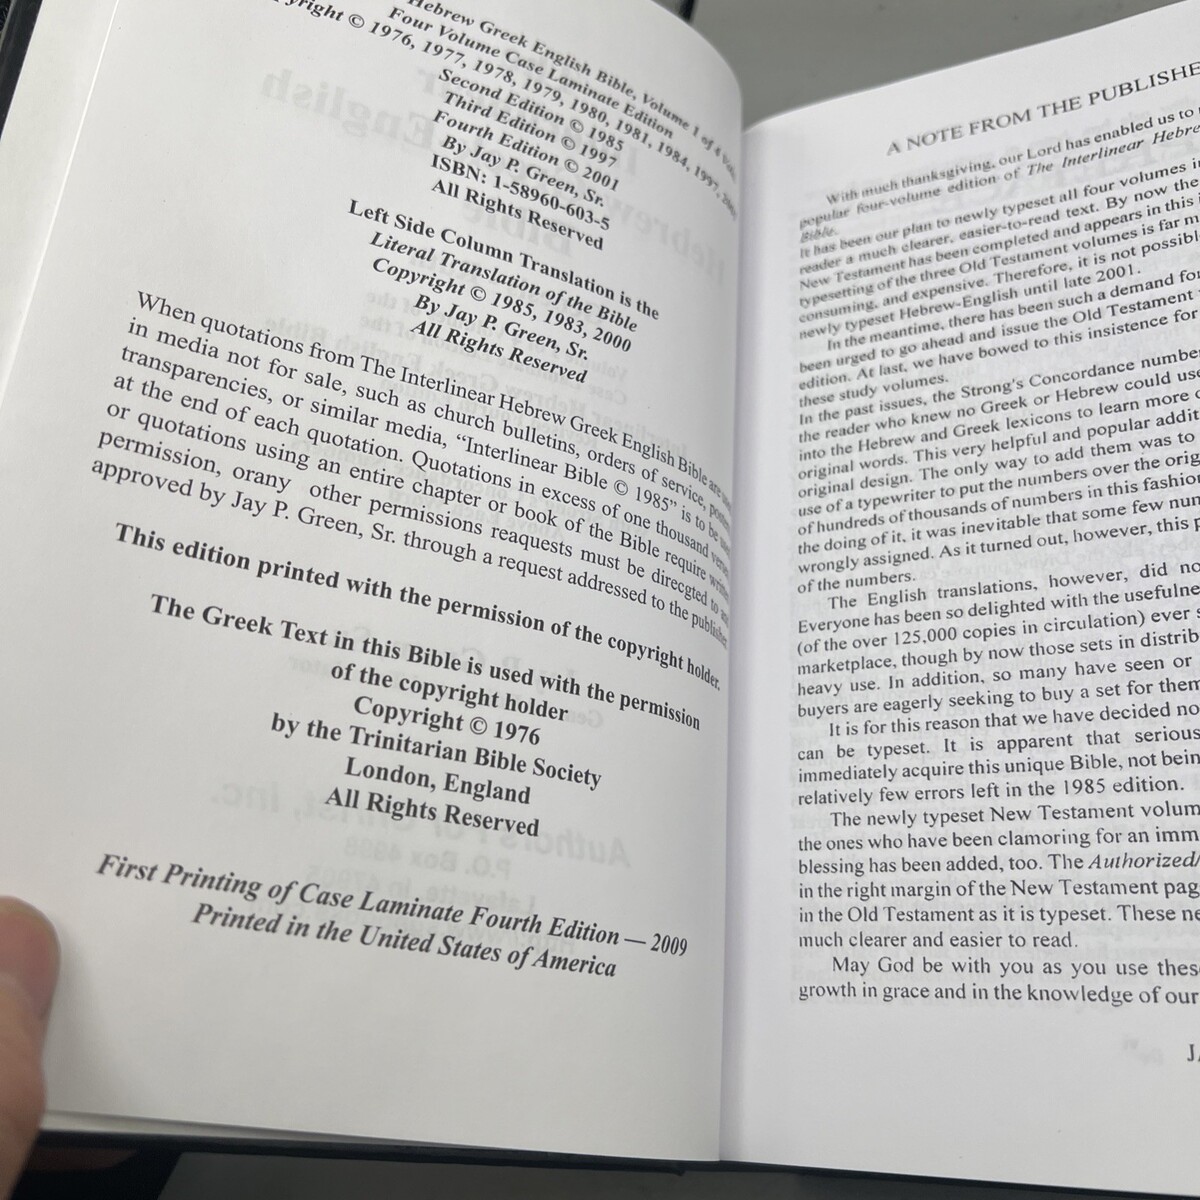 Hebrew Greek English Bible, Volume 1 of 4
Four Volume Case Laminate Edition
© 1976, 1977, 1978, 1979, 1980, 1981, 1984, 1997,
Second Edition © 1985
Third Edition © 1997
Fourth Edition © 2001
By Jay P. Green, Sr.
ISBN: 1-58960-603-5
All Rights Reserved
Left Side Column Translation is the
Literal Translation of the Bible
Copyright © 1985, 1983, 2000
By Jay P. Green, Sr.
All Rights Reserved
When quotations from The Interlinear Hebrew Greek English Bible are
in media not for sale, such as church bulletins, orders of service,
transparencies, or similar media, “Interlinear Bible © 1985” is to be
at the end of each quotation. Quotations in excess of one thousand
or quotations using an entire chapter or book of the Bible require
permission, orany other permissions reaquests must be direcgted to
approved by Jay P. Green, Sr. through a request addressed to the publisher.
This edition printed with the permission of the copyright holder.
The Greek Text in this Bible is used with the permission
of the copyright holder
Copyright © 1976
by the Trinitarian Bible Society
London, England
All Rights Reserved
First Printing of Case Laminate Fourth Edition — 2009
Printed in the United States of America
A NOTE FROM THE PUBLISHE
With much thanksgiving, our Lord has enabled us to
popular four-volume edition of The Interlinear Hebre
Bible.
It has been our plan to newly typeset all four volumes
reader a much clearer, easier-to-read text. By now the
New Testament has been completed and appears in this
typesetting of the three Old Testament volumes is far
consuming, and expensive. Therefore, it is not possibl
newly typeset Hebrew-English until late 2001.
In the meantime, there has been such a demand for
been urged to go ahead and issue the Old Testament
edition. At last, we have bowed to this insistence for
these study volumes.
In the past issues, the Strong's Concordance number
the reader who knew no Greek or Hebrew could use
into the Hebrew and Greek lexicons to learn more
original words. This very helpful and popular addit
original design. The only way to add them was to
use of a typewriter to put the numbers over the orig
of hundreds of thousands of numbers in this fashion
the doing of it, it was inevitable that some few num
wrongly assigned. As it turned out, however, this
of the numbers.
The English translations, however, did no
Everyone has been so delighted with the usefulne
(of the over 125,000 copies in circulation) ever
marketplace, though by now those sets in distrib
heavy use. In addition, so many have seen or
buyers are eagerly seeking to buy a set for them
It is for this reason that we have decided no
can be typeset. It is apparent that serious
immediately acquire this unique Bible, not bein
relatively few errors left in the 1985 edition.
The newly typeset New Testament volum
the ones who have been clamoring for an imm
blessing has been added, too. The Authorized/
in the right margin of the New Testament pag
in the Old Testament as it is typeset. These ne
much clearer and easier to read.
May God be with you as you use thes
growth in grace and in the knowledge of our